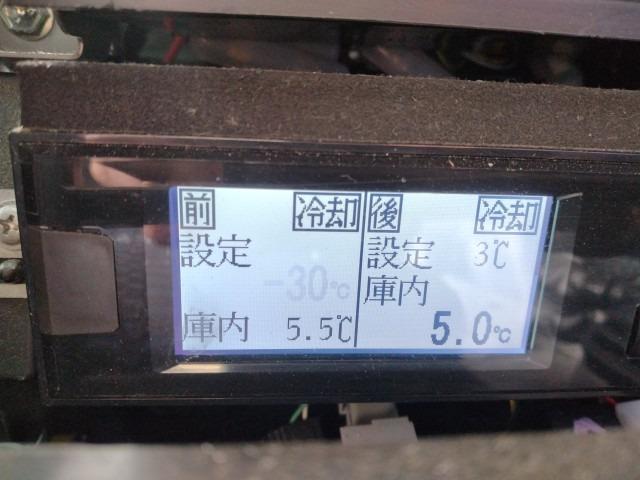 前 冷却
設定
-30℃
庫内 5.5℃
後 冷却
設定 3℃
庫内
5.0℃